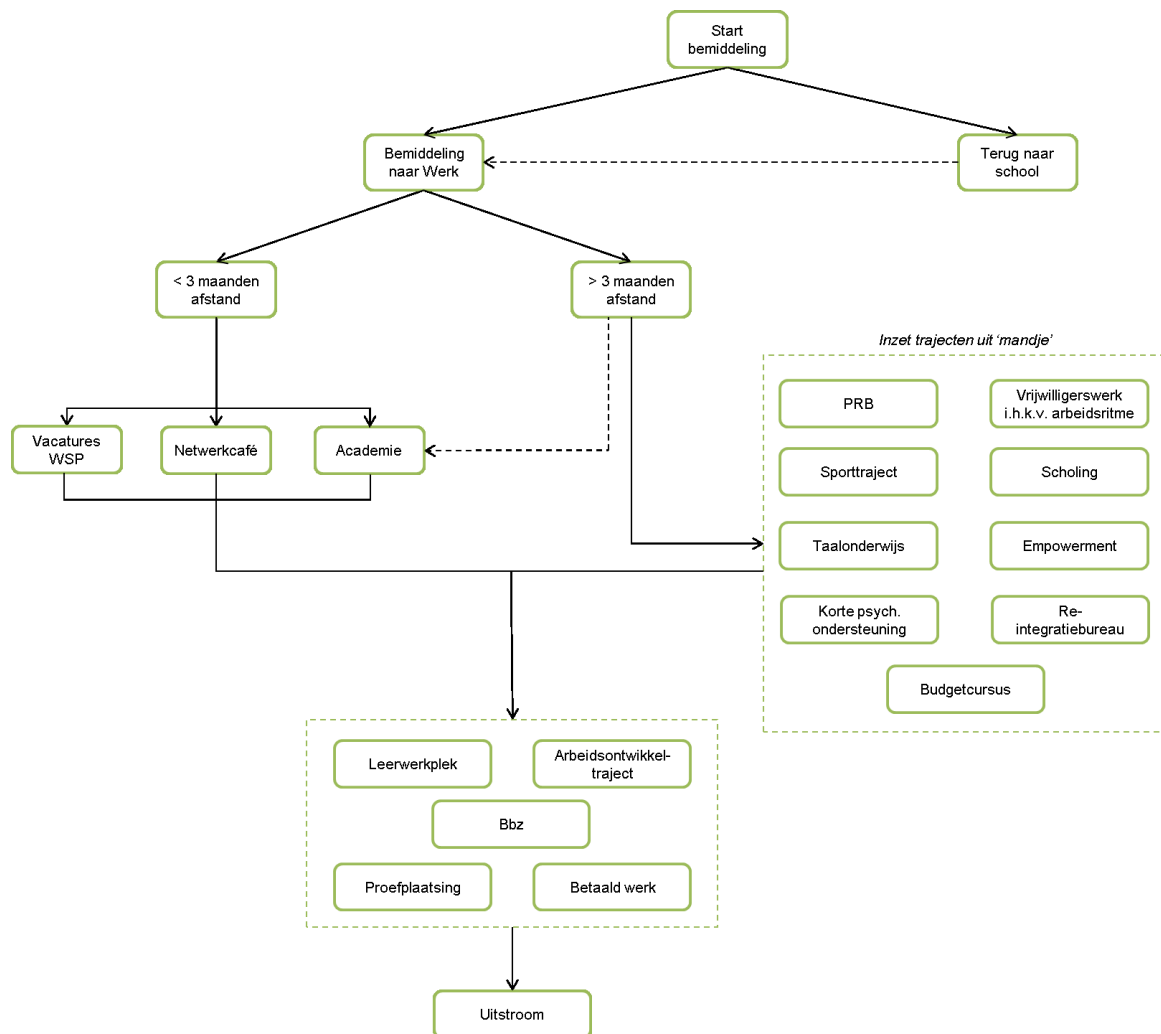 Start
bemiddeling
Bemiddeling
naar Werk
Terug naar
school
< 3 maanden
afstand
> 3 maanden
afstand
Inzet trajecten uit ‘mandje’
PRB
Vrijwilligerswerk
i.h.k.v. arbeidsritme
Vacatures
WSP
Netwerkcafé
Academie
Sporttraject
Scholing
Taalonderwijs
Empowerment
Korte psych.
ondersteuning
Re-
integratiebureau
Budgetcursus
Leerwerkplek
Arbeidsontwikkel-
traject
Bbz
Proefplaatsing
Betaald werk
Uitstroom